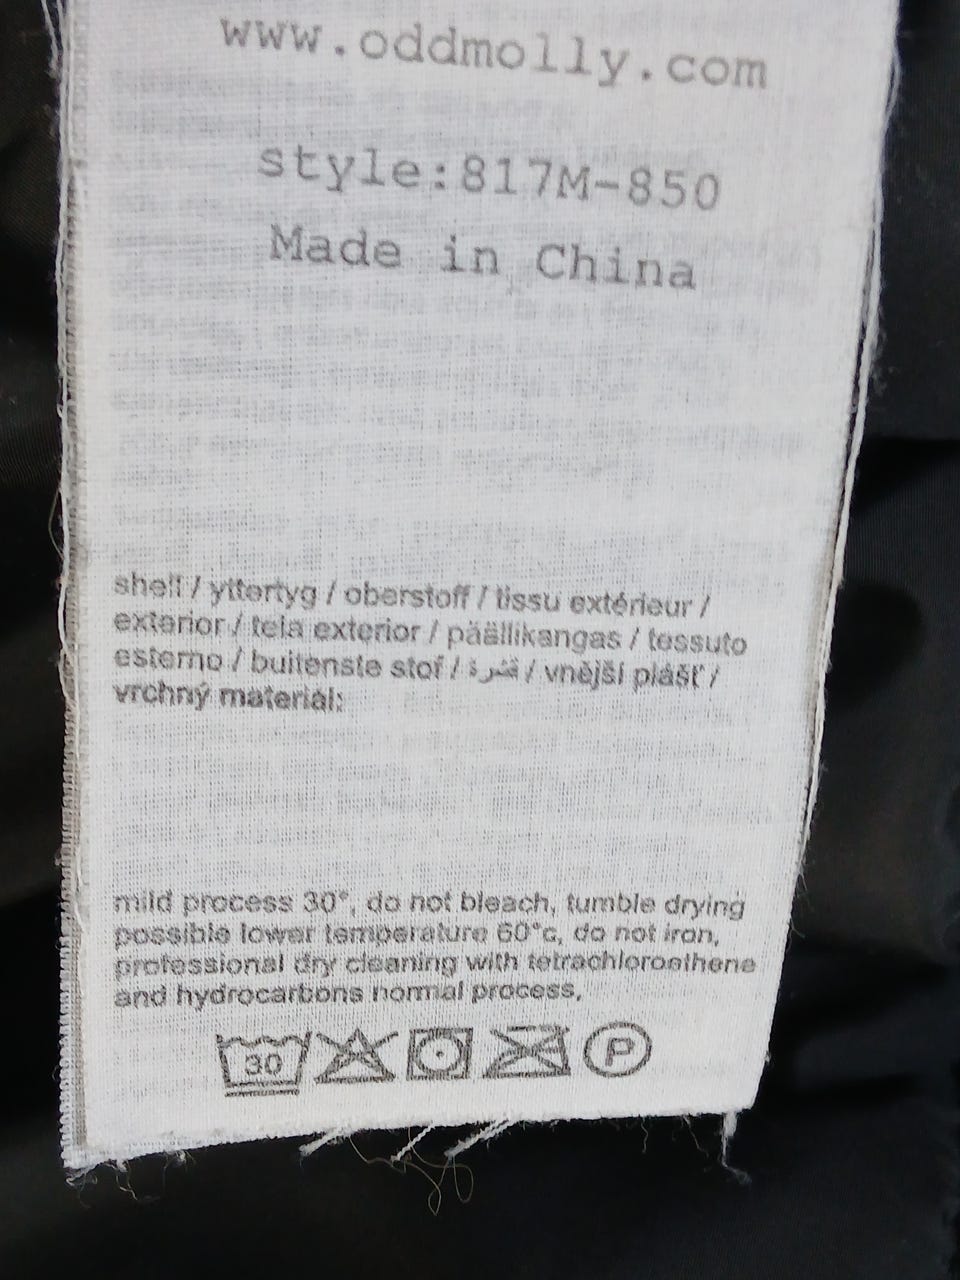 www.oddmolly.com
style:817M-850
Made in China
shell / yttertyg / oberstoff / tissu extérieur /
exterior / tela exterior / päällikangas / tessuto
esterno / buitenste stof / قشرة / vnější plášť /
vrchný materiál:
mild process 30°, do not bleach, tumble drying
possible lower temperature 60°c, do not iron,
professional dry cleaning with tetrachloroethene
and hydrocarbons normal process,
30
P